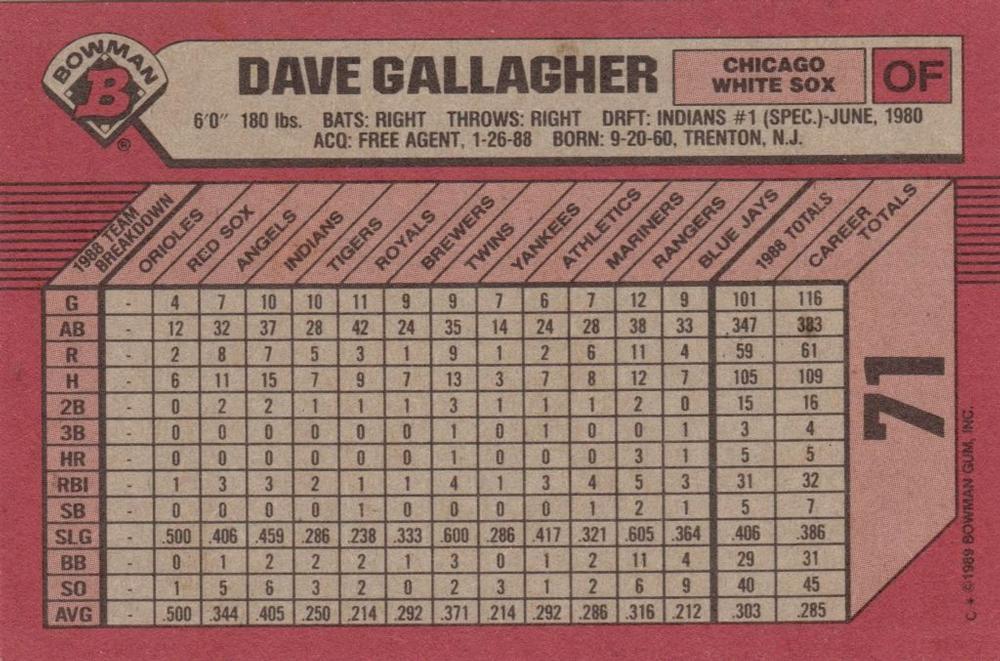 BOWMAN
B
®
DAVE GALLAGHER
CHICAGO
WHITE SOX
OF
6'0" 180 lbs. BATS: RIGHT THROWS: RIGHT DRFT: INDIANS #1 (SPEC.)-JUNE, 1980
ACQ: FREE AGENT, 1-26-88 BORN: 9-20-60, TRENTON, N.J.
1988 TEAM BREAKDOWN ORIOLES RED SOX ANGELS INDIANS TIGERS ROYALS BREWERS TWINS YANKEES ATHLETICS MARINERS RANGERS BLUE JAYS 1988 TOTALS CAREER TOTALS
G - 4 7 10 10 11 9 9 7 6 7 12 9 101 116
AB - 12 32 37 28 42 24 35 14 24 28 38 33 347 383
R - 2 8 7 5 3 1 9 1 2 6 11 4 59 61
H - 6 11 15 7 9 7 13 3 7 8 12 7 105 109
2B - 0 2 2 1 1 1 3 1 1 1 2 0 15 16
3B - 0 0 0 0 0 0 1 0 1 0 0 1 3 4
HR - 0 0 0 0 0 0 1 0 0 0 3 1 5 5
RBI - 1 3 3 2 1 1 4 1 3 4 5 3 31 32
SB - 0 0 0 0 1 0 0 0 0 1 2 1 5 7
SLG - .500 .406 .459 .286 .238 .333 .600 .286 .417 .321 .605 .364 .406 .386
BB - 0 1 2 2 2 1 3 0 1 2 11 4 29 31
SO - 1 5 6 3 2 0 2 3 1 2 6 9 40 45
AVG - .500 .344 .405 .250 .214 .292 .371 .214 .292 .286 .316 .212 .303 .285
71
C * ©1989 BOWMAN GUM, INC.